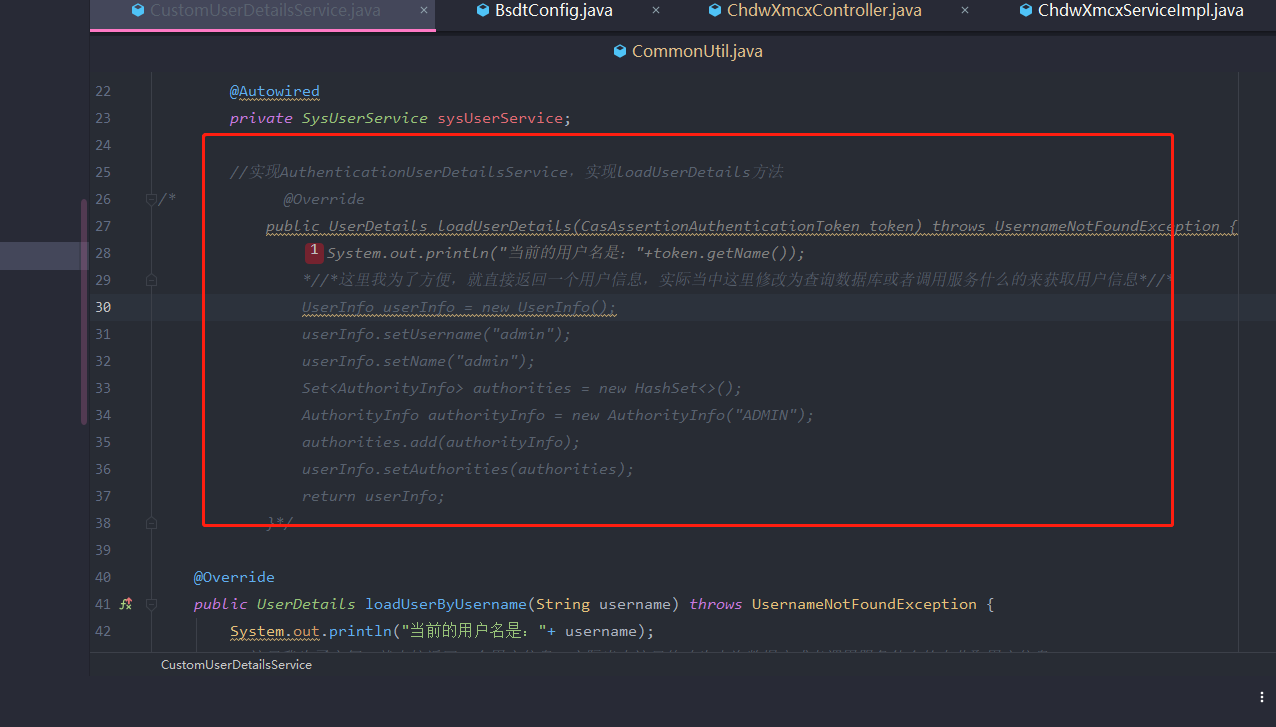 CustomUserDetailsService.java × BsdtConfig.java × ChdwXmcxController.java × ChdwXmcxServiceImpl.java
CommonUtil.java
22 @Autowired
23 private SysUserService sysUserService;
24
25 //实现AuthenticationUserDetailsService，实现loadUserDetails方法
26 /* @Override
27 public UserDetails loadUserDetails(CasAssertionAuthenticationToken token) throws UsernameNotFoundException {
28 1 System.out.println("当前的用户名是："+token.getName());
29 *//*这里我为了方便，就直接返回一个用户信息，实际当中这里修改为查询数据库或者调用服务什么的来获取用户信息*//*
30 UserInfo userInfo = new UserInfo();
31 userInfo.setUsername("admin");
32 userInfo.setName("admin");
33 Set<AuthorityInfo> authorities = new HashSet<>();
34 AuthorityInfo authorityInfo = new AuthorityInfo("ADMIN");
35 authorities.add(authorityInfo);
36 userInfo.setAuthorities(authorities);
37 return userInfo;
38 }*/
39
40 @Override
41 public UserDetails loadUserByUsername(String username) throws UsernameNotFoundException {
42 System.out.println("当前的用户名是："+ username);
CustomUserDetailsService